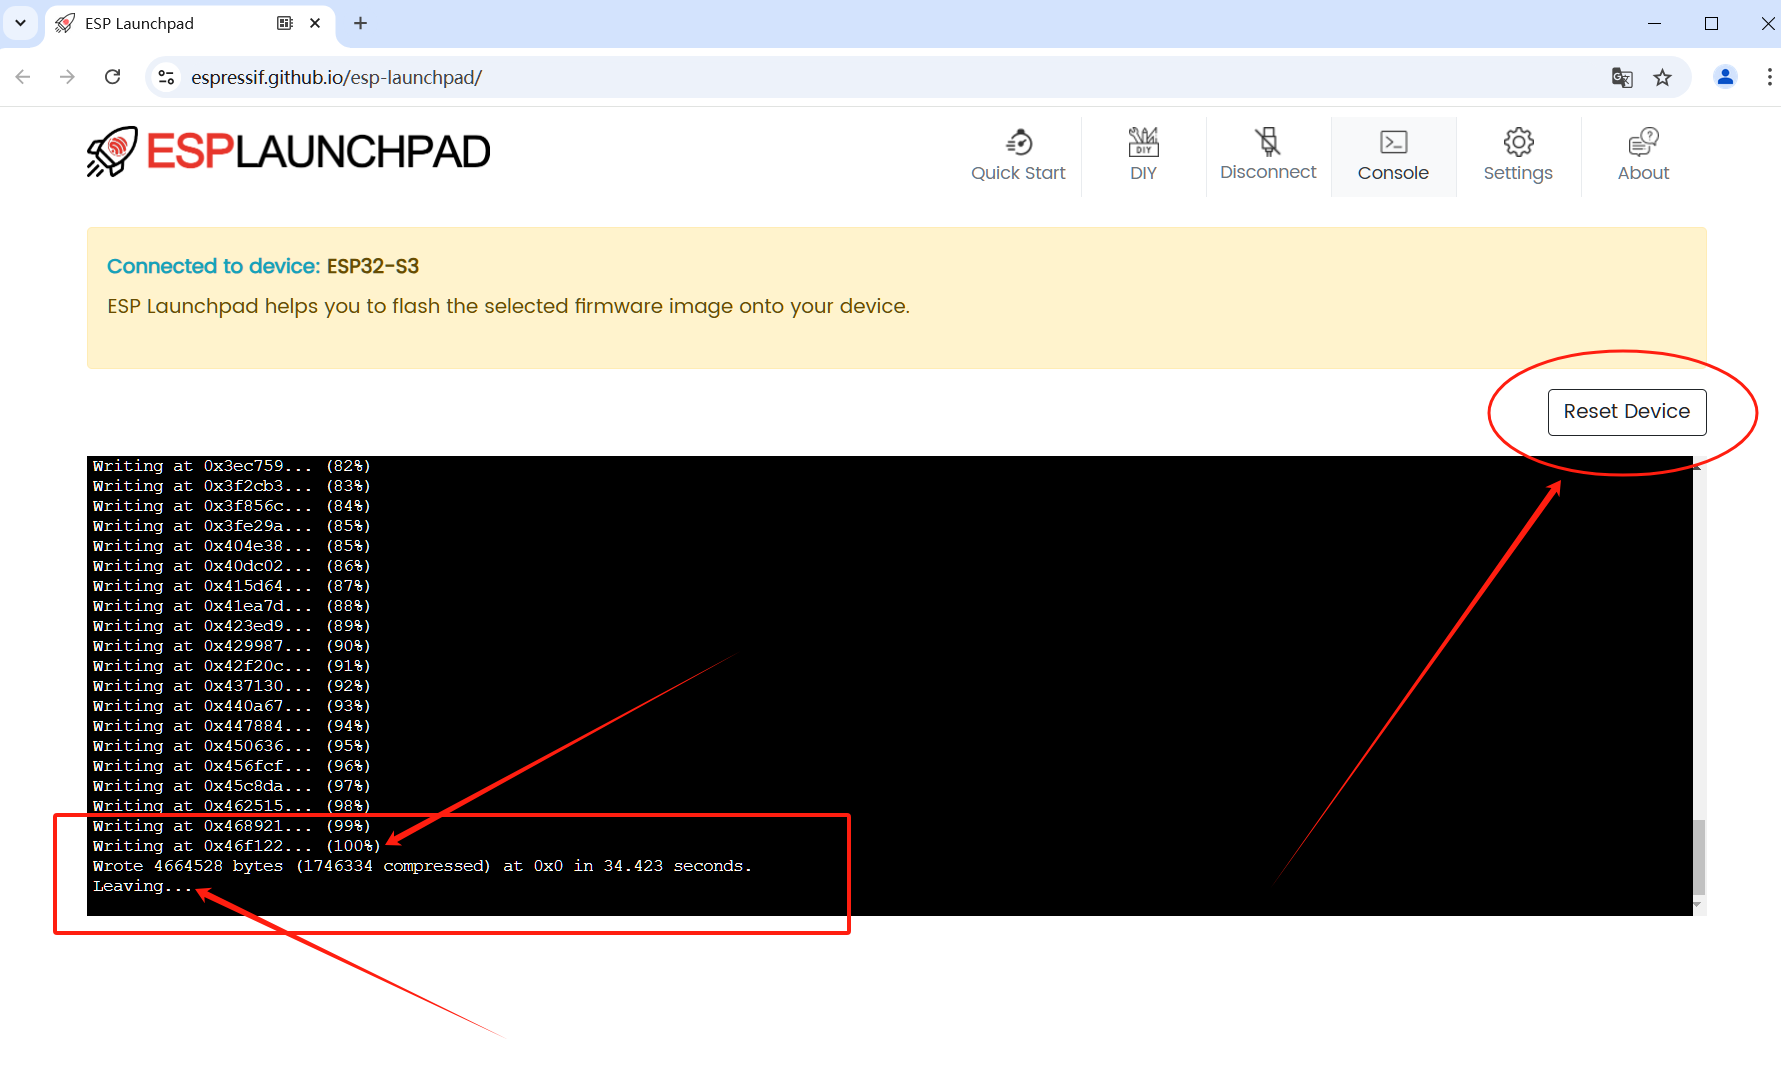 ESP Launchpad
espressif.github.io/esp-launchpad/
ESPLAUNCHPAD
Quick Start
DIY
DIY
Disconnect
Console
Settings
About
Connected to device: ESP32-S3
ESP Launchpad helps you to flash the selected firmware image onto your device.
Reset Device
Writing at 0x3ec759... (82%)
Writing at 0x3f2cb3... (83%)
Writing at 0x3f856c... (84%)
Writing at 0x3fe29a... (85%)
Writing at 0x404e38... (85%)
Writing at 0x40dc02... (86%)
Writing at 0x415d64... (87%)
Writing at 0x41ea7d... (88%)
Writing at 0x423ed9... (89%)
Writing at 0x429987... (90%)
Writing at 0x42f20c... (91%)
Writing at 0x437130... (92%)
Writing at 0x440a67... (93%)
Writing at 0x447884... (94%)
Writing at 0x450636... (95%)
Writing at 0x456fcf... (96%)
Writing at 0x45c8da... (97%)
Writing at 0x462515... (98%)
Writing at 0x468921... (99%)
Writing at 0x46f122... (100%)
Wrote 4664528 bytes (1746334 compressed) at 0x0 in 34.423 seconds.
Leaving...